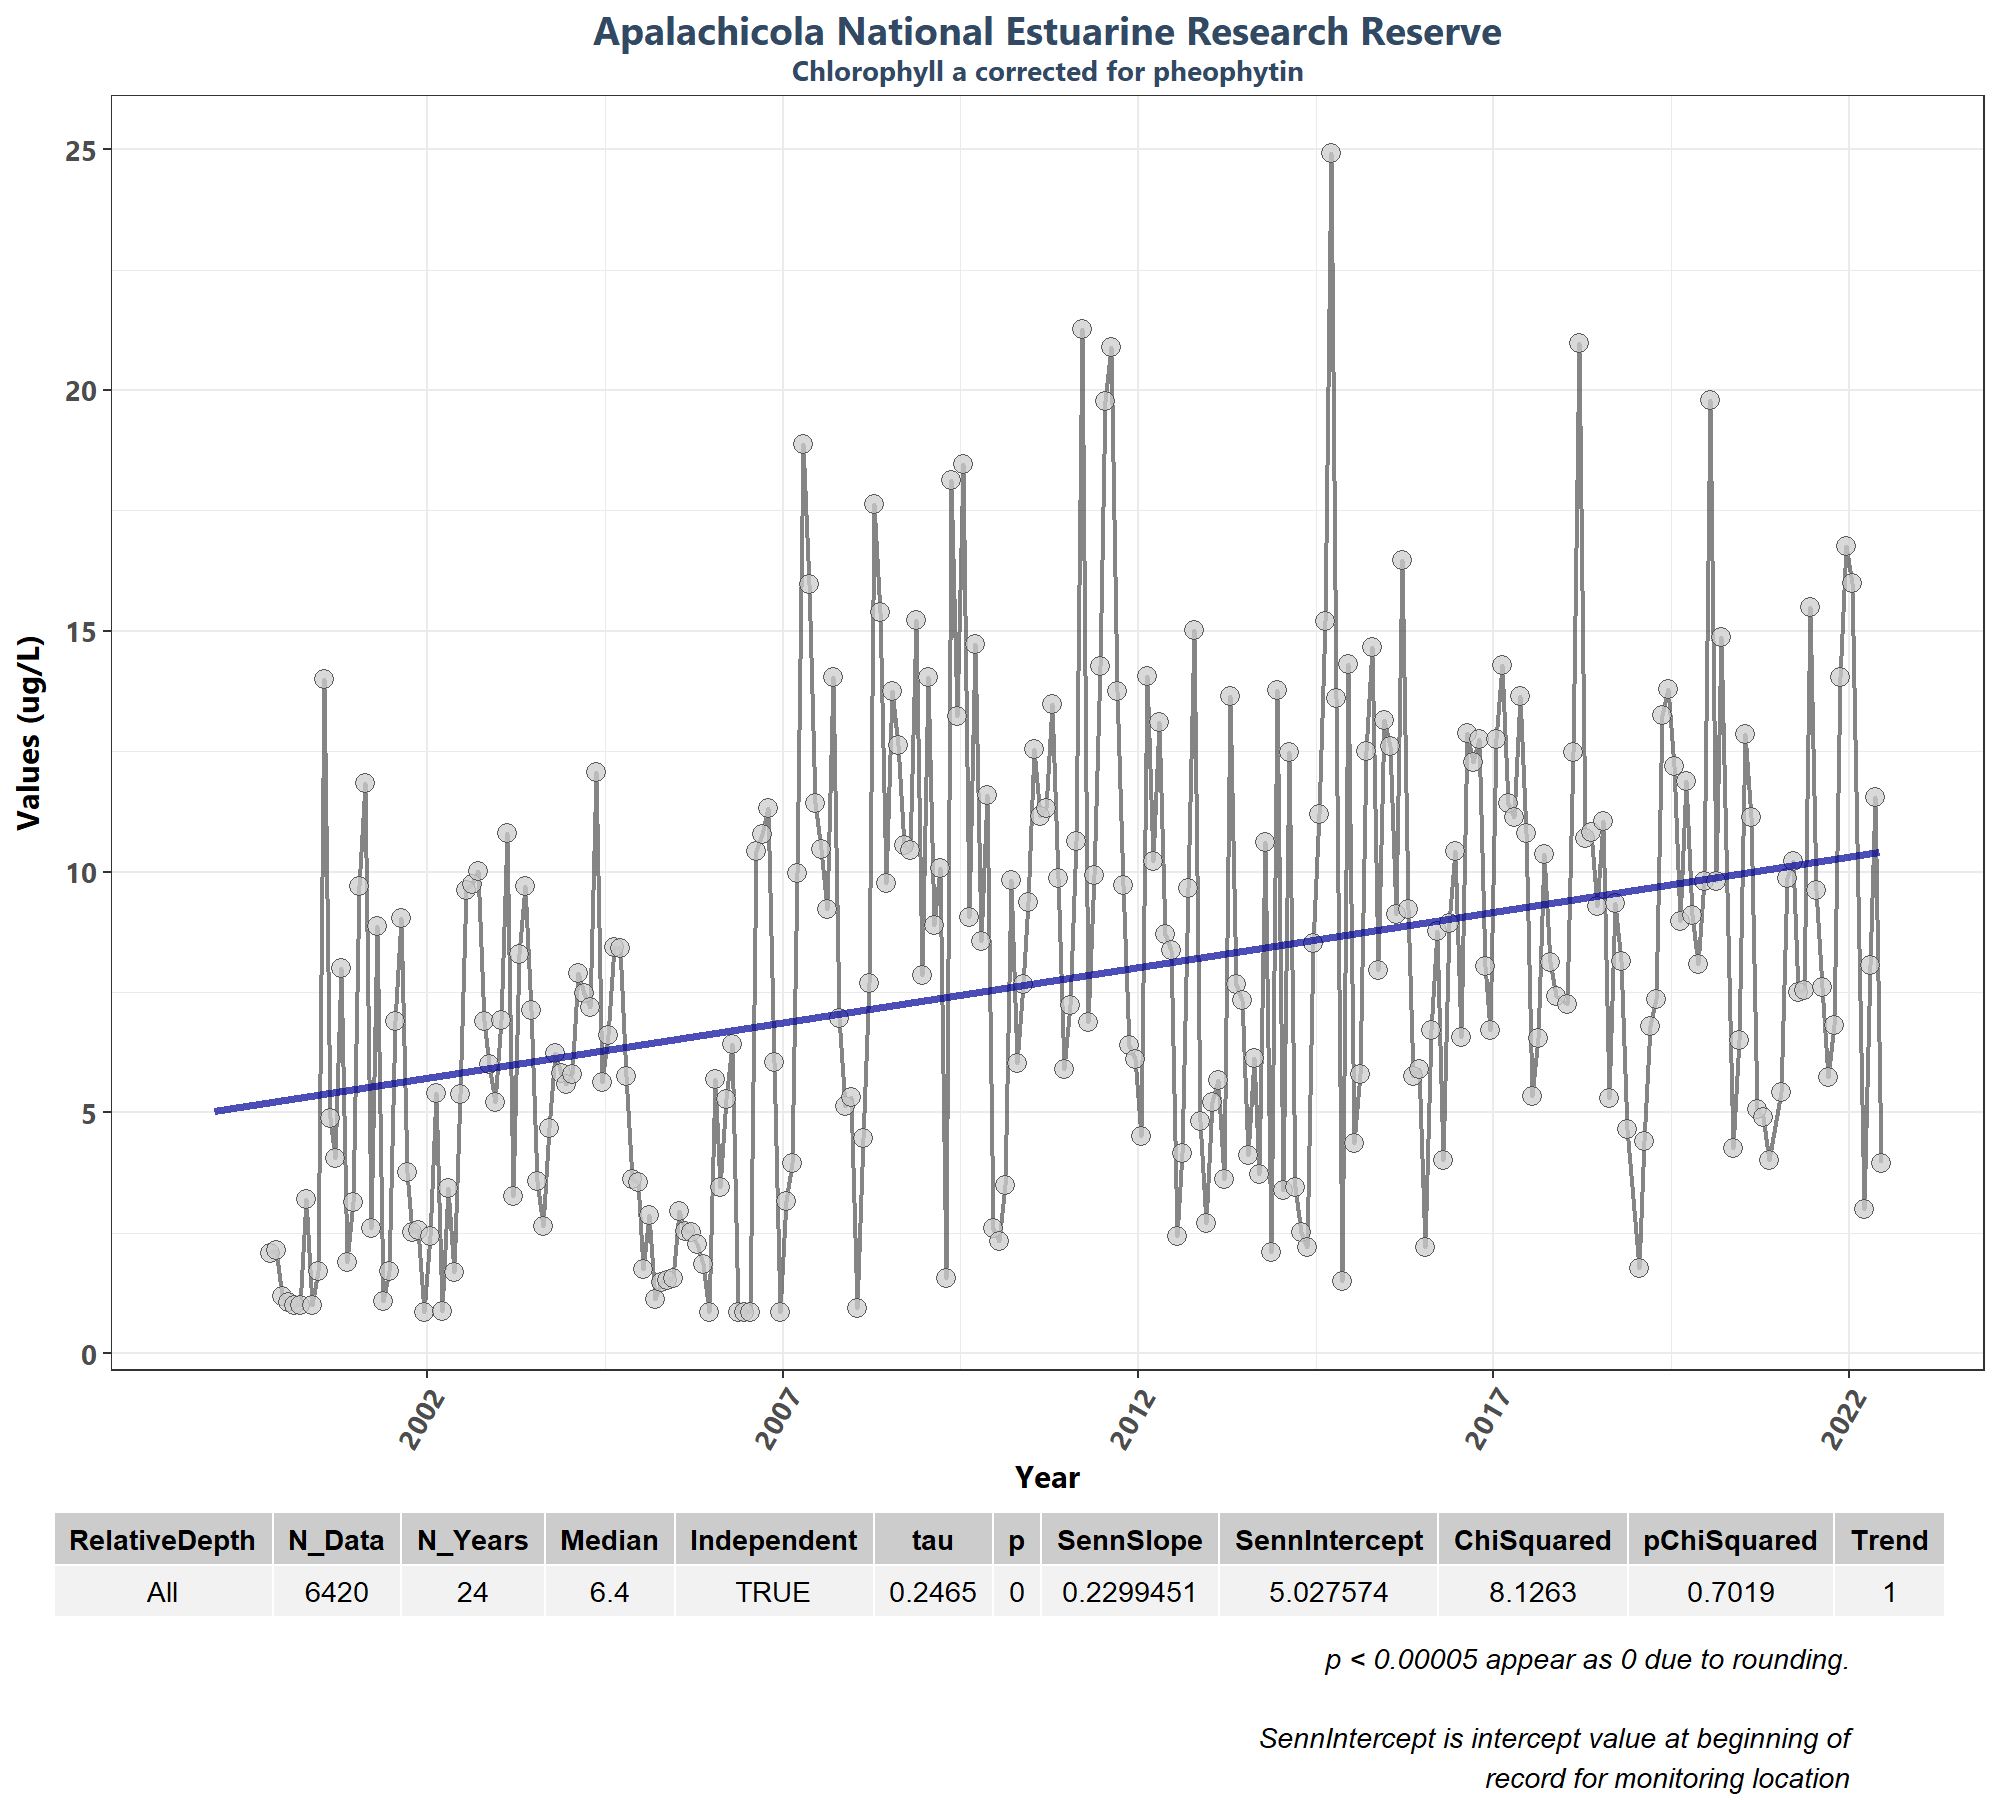 Apalachicola National Estuarine Research Reserve
Chlorophyll a corrected for pheophytin
Values (ug/L)
25
20
15
10
5
0
2002 2007 2012 2017 2022
Year
RelativeDepth N_Data N_Years Median Independent tau p SennSlope SennIntercept ChiSquared pChiSquared Trend
All 6420 24 6.4 TRUE 0.2465 0 0.2299451 5.027574 8.1263 0.7019 1
p < 0.00005 appear as 0 due to rounding.
SennIntercept is intercept value at beginning of
record for monitoring location